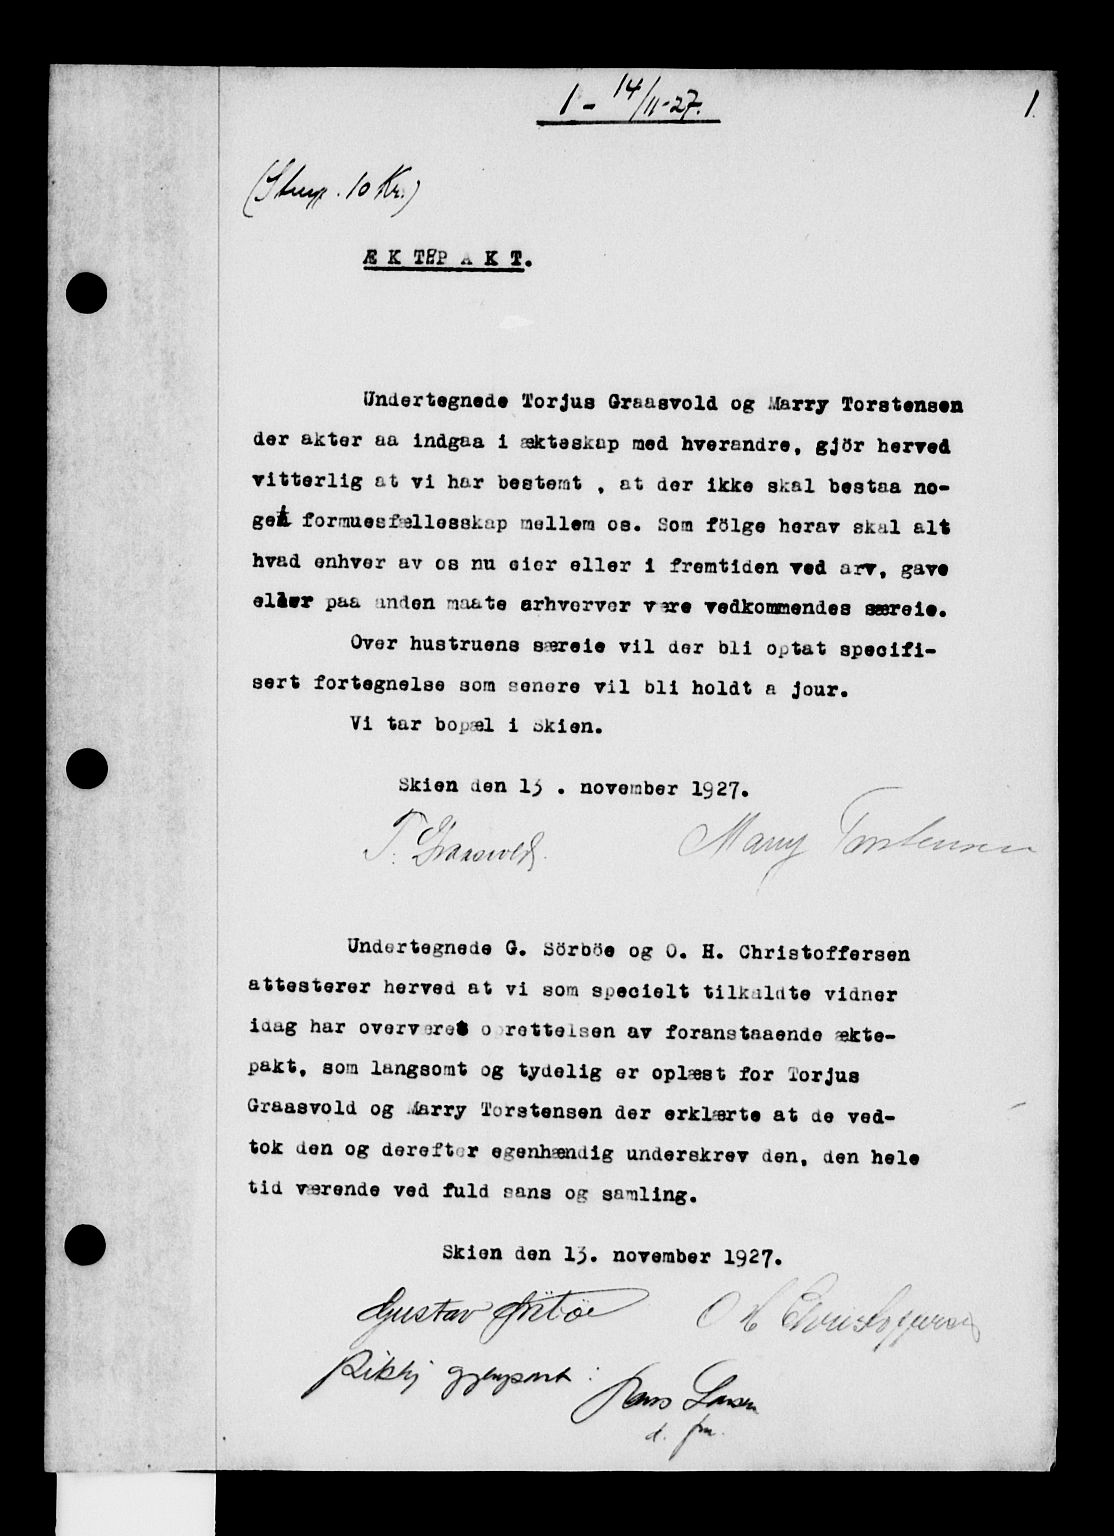 1 - 14/11-27.
1.
(Stemp. 10 Kr.)
ÆKTEPAKT.
Undertegnede Torjus Graasvold og Marry Torstensen
der akter aa indgaa i ækteskap med hverandre, gjör herved
vitterlig at vi har bestemt , at der ikke skal bestaa no-
get formuesfællesskap mellem os. Som fölge herav skal alt
hvad enhver av os nu eier eller i fremtiden ved arv, gave
eller paa anden maate erhverver være vedkommendes særeie.
Over hustruens særeie vil der bli optat specifi-
sert fortegnelse som senere vil bli holdt a jour.
Vi tar bopæl i Skien.
Skien den 13 . november 1927.
T. Graasvold. Marry Torstensen
Undertegnede G. Sörböe og O. H. Christoffersen
attesterer herved at vi som specielt tilkaldte vidner
idag har overværet oprettelsen av foranstaaende ækte-
pakt, som langsomt og tydelig er oplæst for Torjus
Graasvold og Marry Torstensen der erklærte at de ved-
tok den og derefter egenhændig underskrev den, den hele
tid værende ved fuld sans og samling.
Skien den 13. november 1927.
Gustav Sörböe O H Christoffersen
Riktig gjenpart :
Hans Larsen
d. fm.